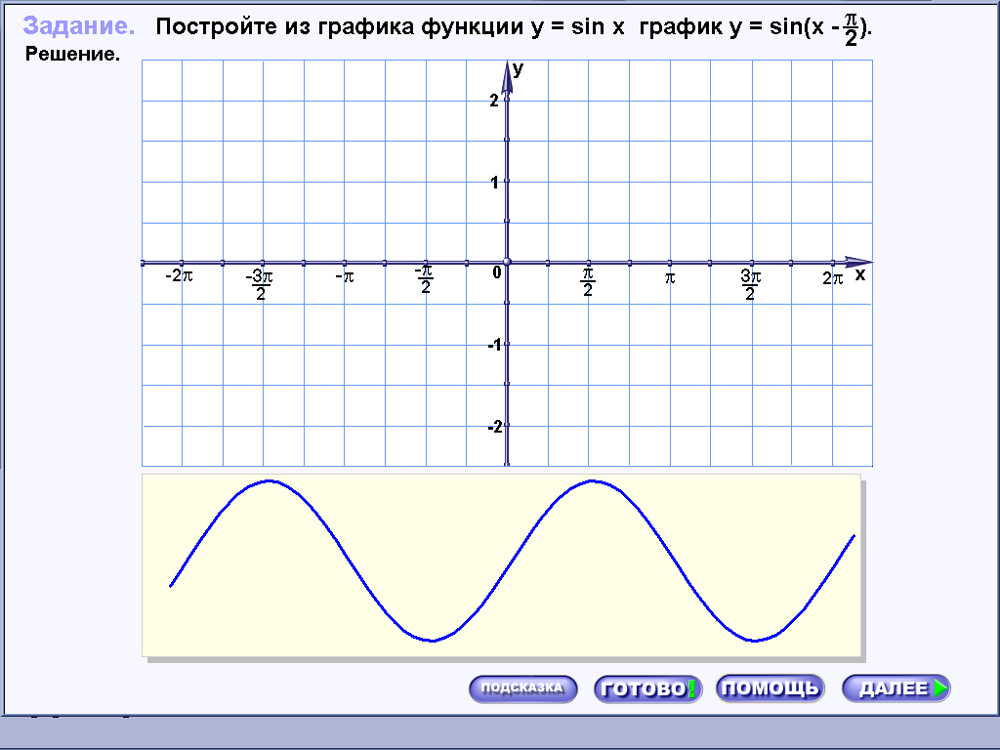 Задание. Постройте из графика функции y = sin x график y = sin(x - π/2).
Решение.
y
2
1
-2π -3π/2 -π -π/2 0 π/2 π 3π/2 2π x
-1
-2
ПОДСКАЗКА ГОТОВО! ПОМОЩЬ ДАЛЕЕ